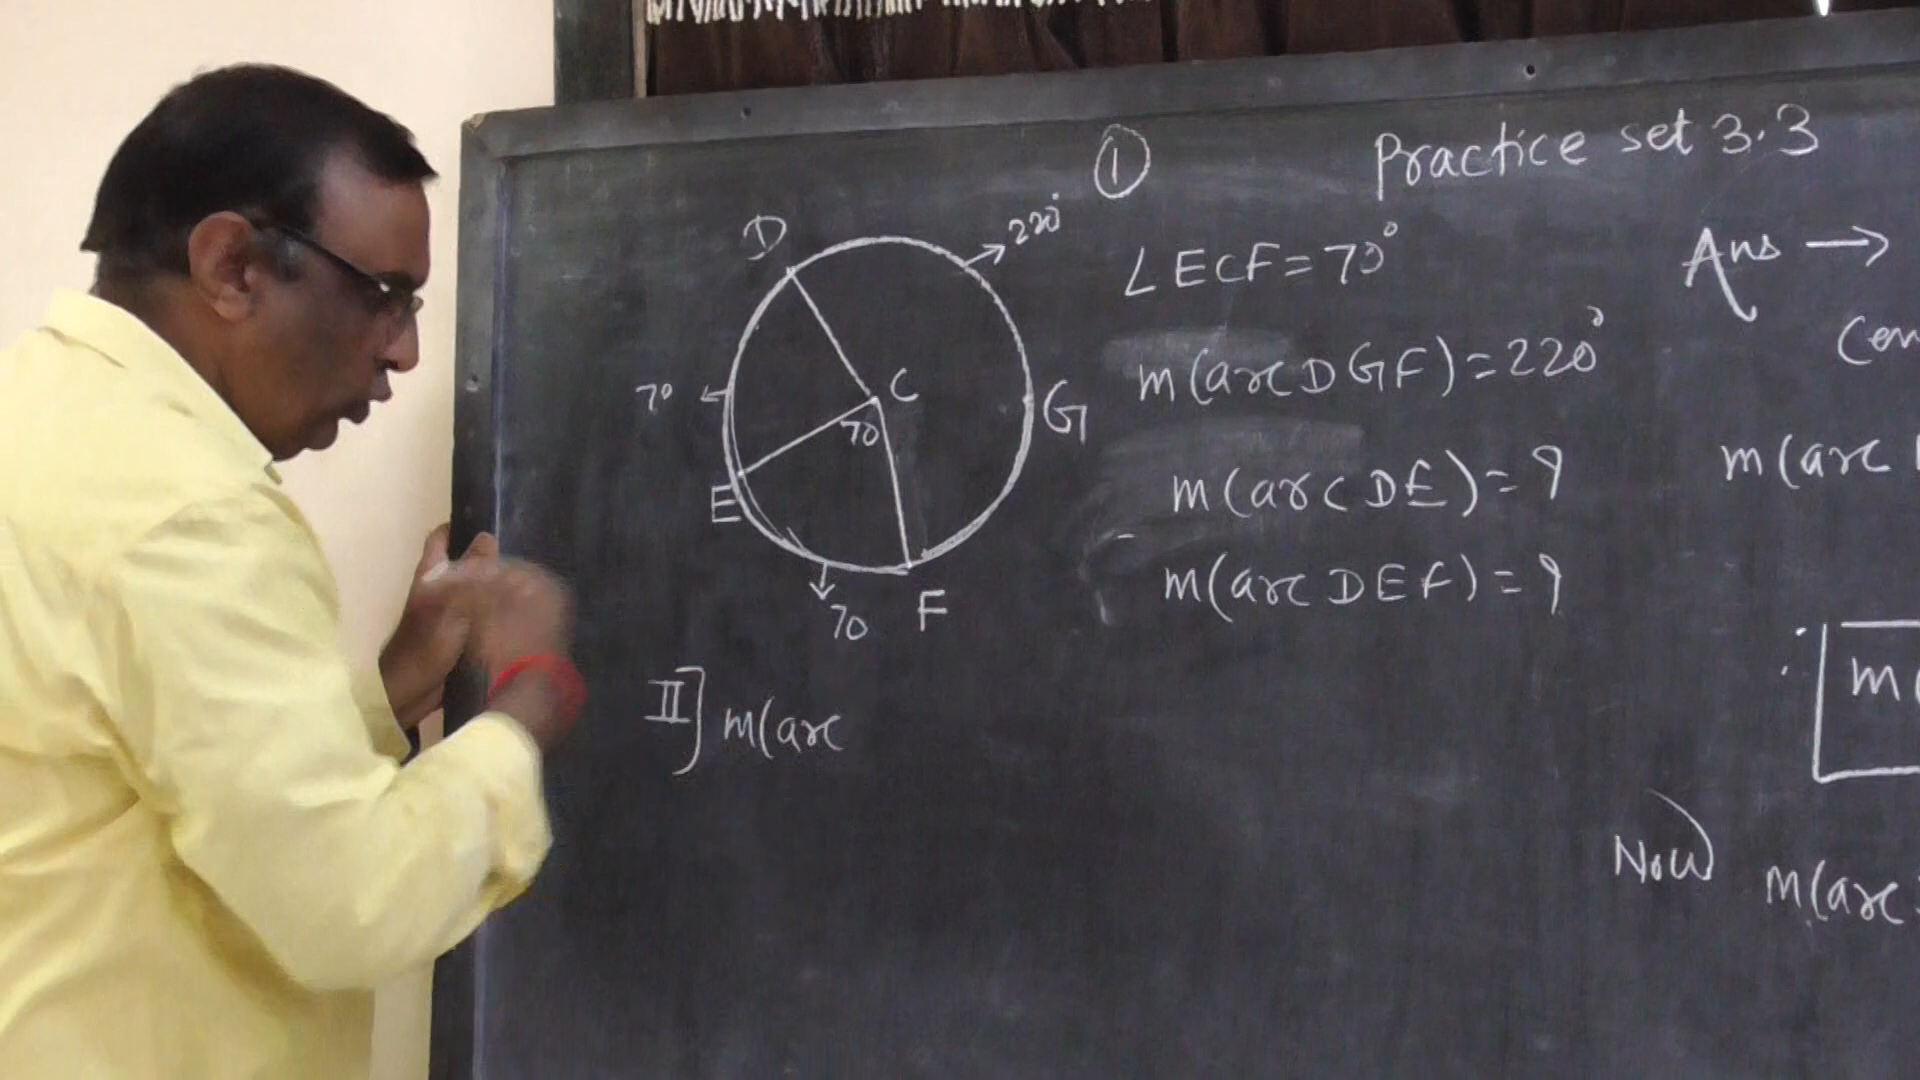 ①
Practice set 3.3
D
220°
∠ECF = 70°
Ans →
m(arc DGF) = 220°
70
C
G
70
E
m(arc DE) = ?
m(arc
m(arc DEF) = ?
70
F
∴ m(
II] m(arc
Now m(arc